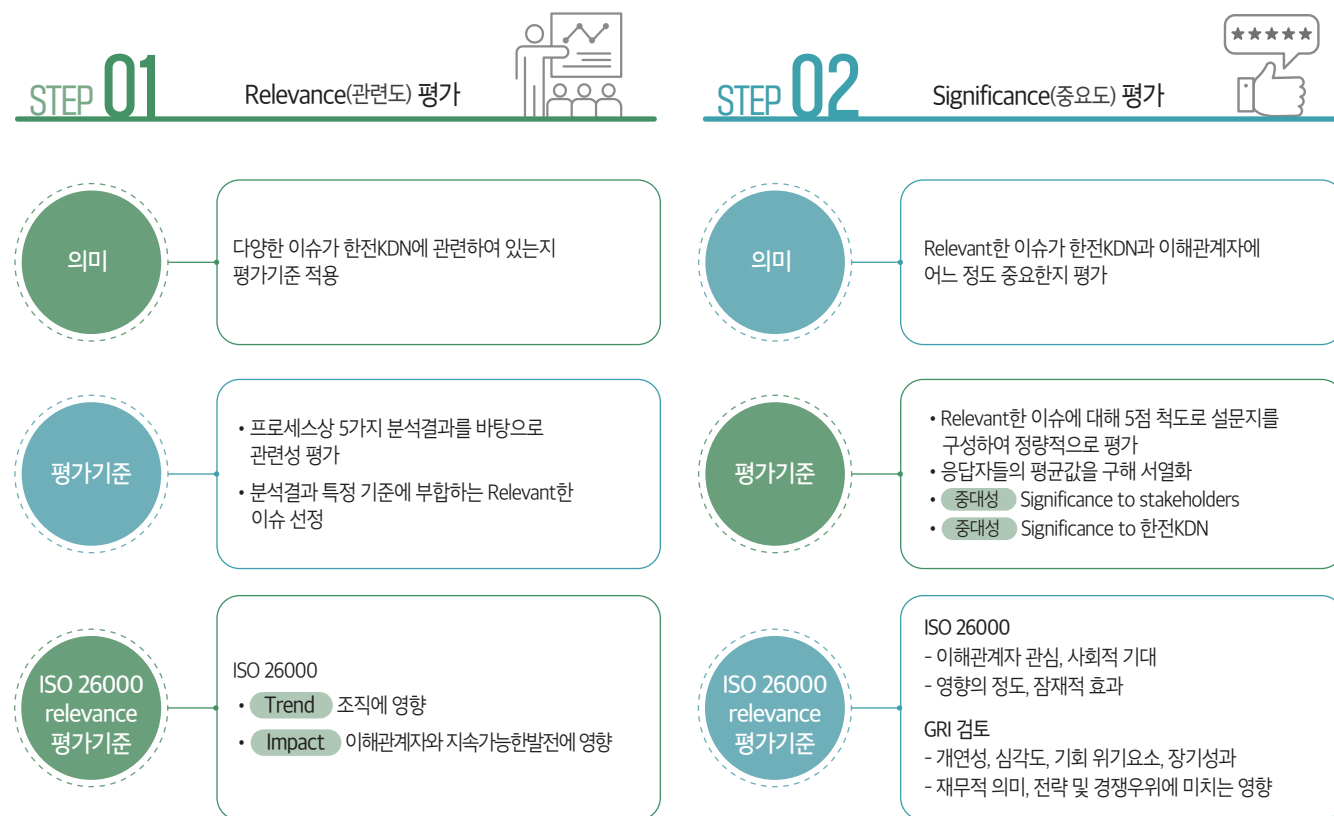 STEP 01
Relevance(관련도) 평가
의미
다양한 이슈가 한전KDN에 관련하여 있는지
평가기준 적용
평가기준
• 프로세스상 5가지 분석결과를 바탕으로
관련성 평가
• 분석결과 특정 기준에 부합하는 Relevant한
이슈 선정
ISO 26000
relevance
평가기준
ISO 26000
• Trend 조직에 영향
• Impact 이해관계자와 지속가능한발전에 영향
STEP 02
Significance(중요도) 평가
의미
Relevant한 이슈가 한전KDN과 이해관계자에
어느 정도 중요한지 평가
평가기준
• Relevant한 이슈에 대해 5점 척도로 설문지를
구성하여 정량적으로 평가
• 응답자들의 평균값을 구해 서열화
• 중대성 Significance to stakeholders
• 중대성 Significance to 한전KDN
ISO 26000
relevance
평가기준
ISO 26000
- 이해관계자 관심, 사회적 기대
- 영향의 정도, 잠재적 효과
GRI 검토
- 개연성, 심각도, 기회 위기요소, 장기성과
- 재무적 의미, 전략 및 경쟁우위에 미치는 영향